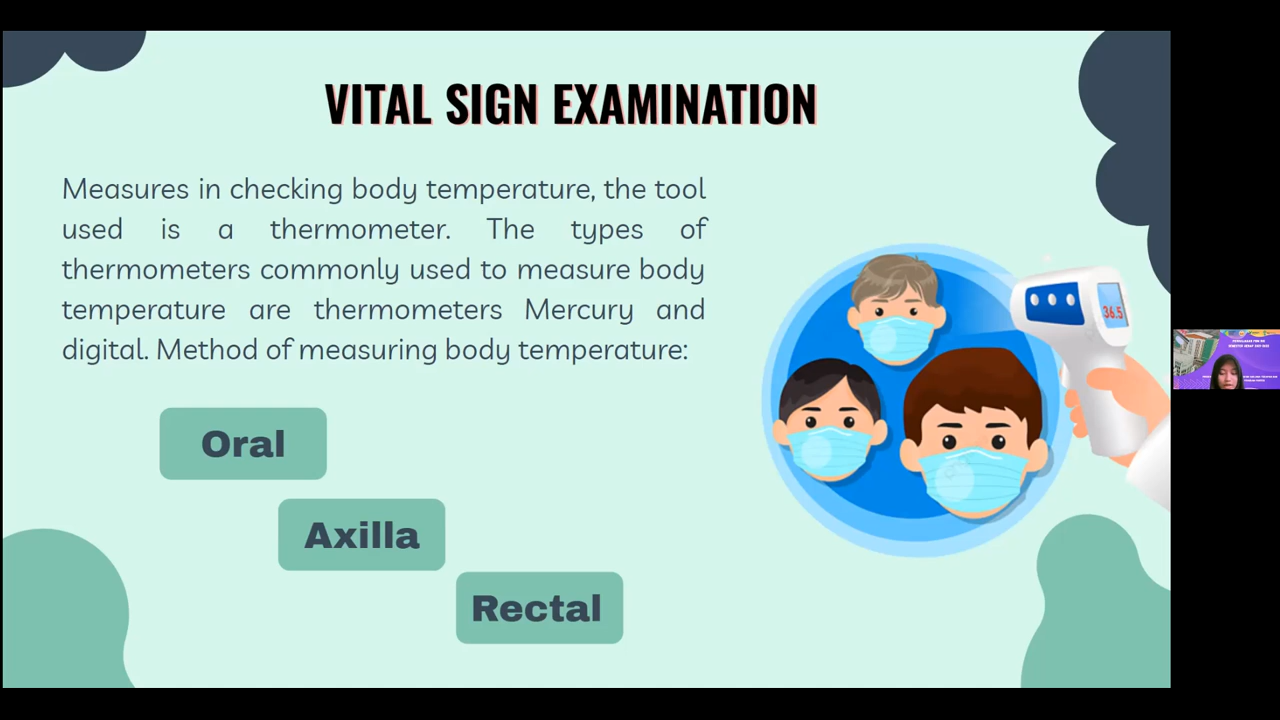 VITAL SIGN EXAMINATION
Measures in checking body temperature, the tool
used is a thermometer. The types of
thermometers commonly used to measure body
temperature are thermometers Mercury and
digital. Method of measuring body temperature:
Oral
Axilla
Rectal
36.5